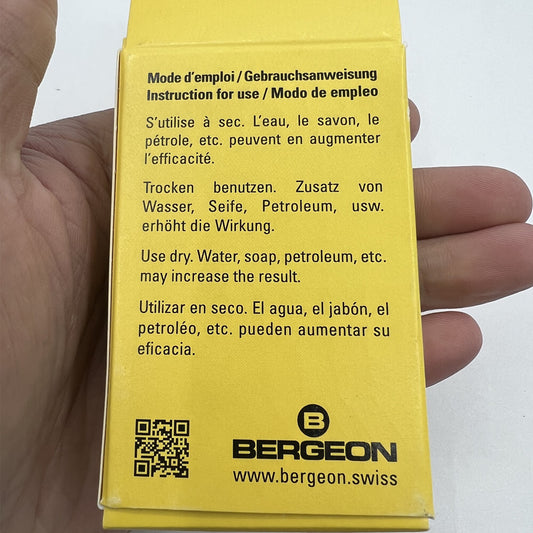 Mode d'emploi / Gebrauchsanweisung
Instruction for use / Modo de empleo
S'utilise à sec. L'eau, le savon, le
pétrole, etc. peuvent en augmenter
l'efficacité.
Trocken benutzen. Zusatz von
Wasser, Seife, Petroleum, usw.
erhöht die Wirkung.
Use dry. Water, soap, petroleum, etc.
may increase the result.
Utilizar en seco. El agua, el jabón, el
petroléo, etc. pueden aumentar su
eficacia.
B
BERGEON
www.bergeon.swiss